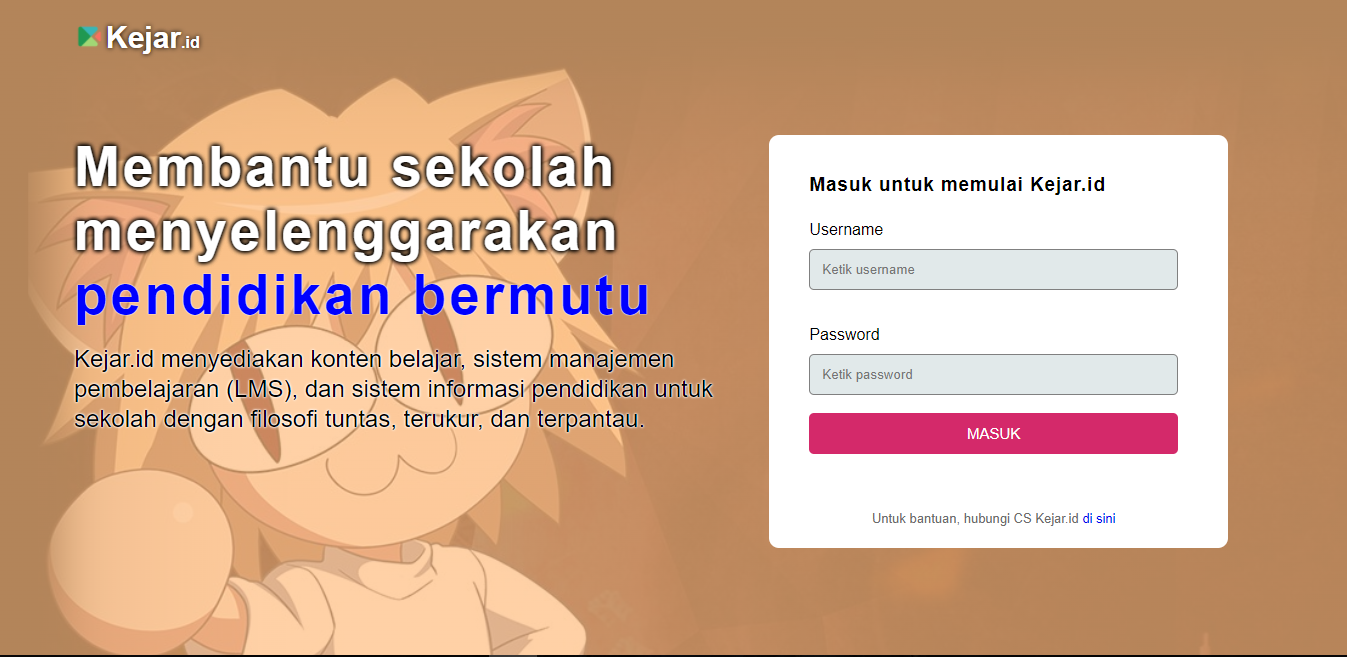 Kejar.id
Membantu sekolah
menyelenggarakan
pendidikan bermutu
Kejar.id menyediakan konten belajar, sistem manajemen
pembelajaran (LMS), dan sistem informasi pendidikan untuk
sekolah dengan filosofi tuntas, terukur, dan terpantau.
Masuk untuk memulai Kejar.id
Username
Ketik username
Password
Ketik password
MASUK
Untuk bantuan, hubungi CS Kejar.id di sini